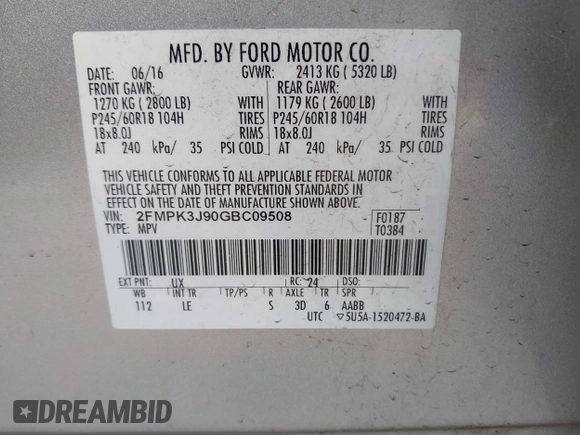 MFD. BY FORD MOTOR CO.
DATE: 06/16 GVWR: 2413 KG ( 5320 LB)
FRONT GAWR: REAR GAWR:
1270 KG ( 2800 LB) WITH 1179 KG ( 2600 LB) WITH
P245/60R18 104H TIRES P245/60R18 104H TIRES
18x8.0J RIMS 18x8.0J RIMS
AT 240 kPa/ 35 PSI COLD AT 240 kPa/ 35 PSI COLD
THIS VEHICLE CONFORMS TO ALL APPLICABLE FEDERAL MOTOR
VEHICLE SAFETY AND THEFT PREVENTION STANDARDS IN
EFFECT ON THE DATE OF MANUFACTURE SHOWN ABOVE.
VIN: 2FMPK3J90GBC09508 F0187
TYPE: MPV T0384
EXT PNT: UX RC: 24 DSO:
WB INT TR TP/PS R AXLE TR SPR
112 LE S 3D 6 AABB
UTC ▽5U5A-1520472-BA
DREAMBID